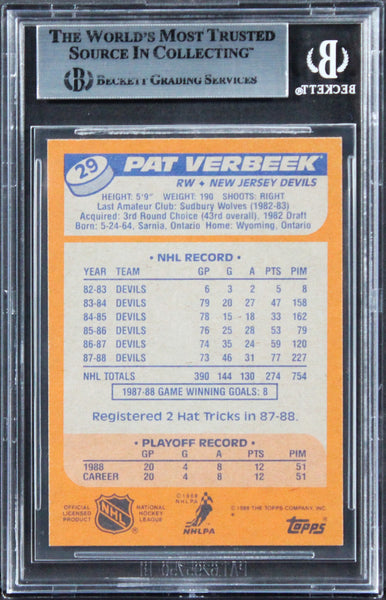 THE WORLD'S MOST TRUSTED
SOURCE IN COLLECTING™
BECKETT GRADING SERVICES
BECKETT
29
PAT VERBEEK
RW • NEW JERSEY DEVILS
HEIGHT: 5'9" WEIGHT: 190 SHOOTS: RIGHT
Last Amateur Club: Sudbury Wolves (1982-83)
Acquired: 3rd Round Choice (43rd overall), 1982 Draft
Born: 5-24-64, Sarnia, Ontario Home: Wyoming, Ontario
• NHL RECORD •
YEAR TEAM GP G A PTS PIM
82-83 DEVILS 6 3 2 5 8
83-84 DEVILS 79 20 27 47 158
84-85 DEVILS 78 15 18 33 162
85-86 DEVILS 76 25 28 53 79
86-87 DEVILS 74 35 24 59 120
87-88 DEVILS 73 46 31 77 227
NHL TOTALS 390 144 130 274 754
1987-88 GAME WINNING GOALS: 8
Registered 2 Hat Tricks in 87-88.
• PLAYOFF RECORD •
GP G A PTS PIM
1988 20 4 8 12 51
CAREER 20 4 8 12 51
OFFICIAL LICENSED PRODUCT
NHL
NATIONAL HOCKEY LEAGUE
© 1988 NHLPA
NHLPA
© 1988 THE TOPPS COMPANY, INC.
TOPPS